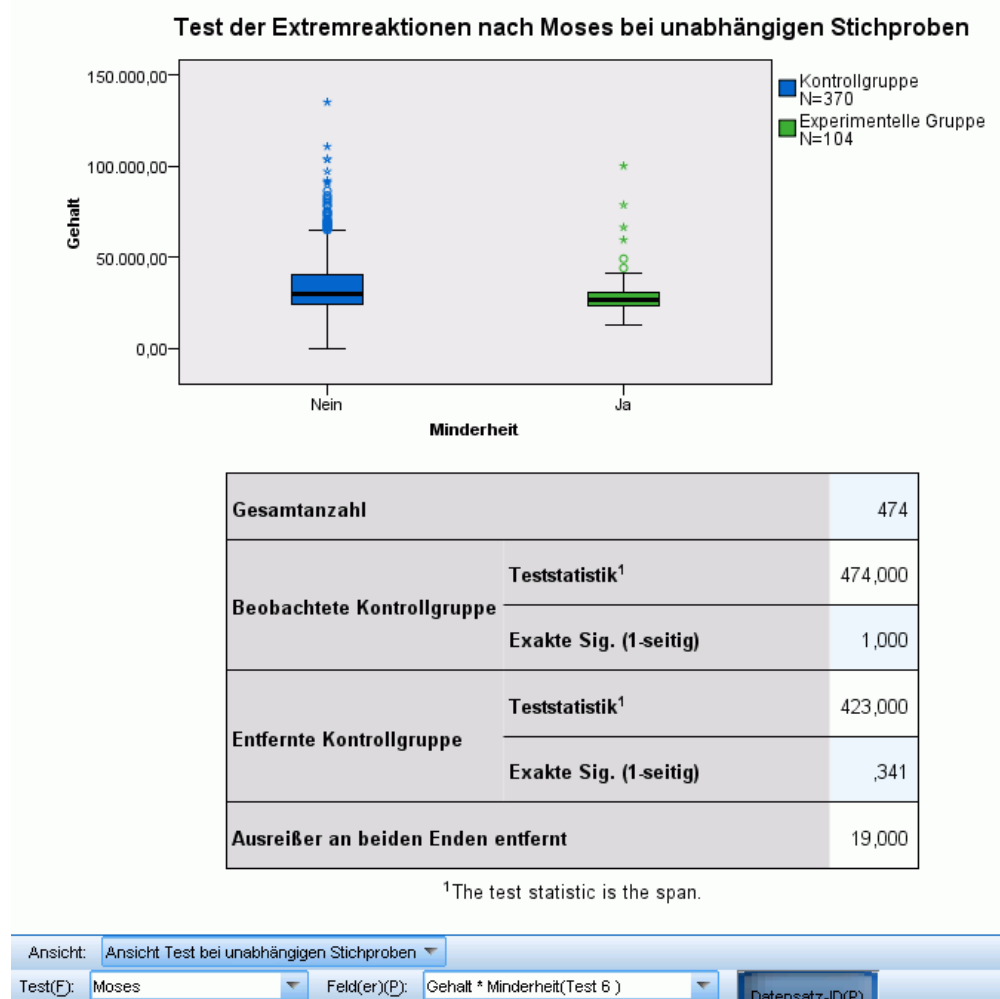 Test der Extremreaktionen nach Moses bei unabhängigen Stichproben
150.000,00
100.000,00
50.000,00
0,00
Gehalt
Kontrollgruppe
N=370
Experimentelle Gruppe
N=104
Nein
Ja
Minderheit
Gesamtanzahl 474
Beobachtete Kontrollgruppe
Teststatistik¹ 474,000
Exakte Sig. (1-seitig) 1,000
Entfernte Kontrollgruppe
Teststatistik¹ 423,000
Exakte Sig. (1-seitig) ,341
Ausreißer an beiden Enden entfernt 19,000
¹The test statistic is the span.
Ansicht: Ansicht Test bei unabhängigen Stichproben
Test(F): Moses Feld(er)(P): Gehalt * Minderheit(Test 6 ) Datensatz-ID(P)